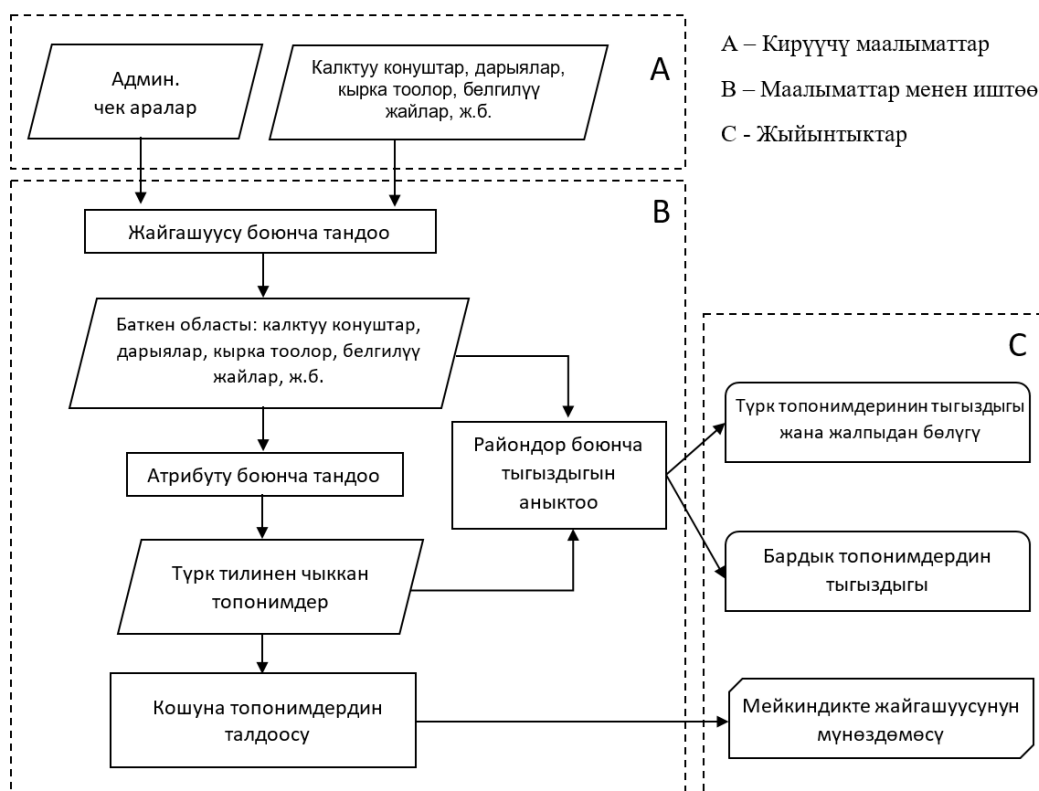 A
Админ.
чек аралар
Калктуу конуштар, дарыялар,
кырка тоолор, белгилүү
жайлар, ж.б.
A – Кирүүчү маалыматтар
B – Маалыматтар менен иштөө
C - Жыйынтыктар
B
Жайгашуусу боюнча тандоо
Баткен областы: калктуу конуштар,
дарыялар, кырка тоолор, белгилүү
жайлар, ж.б.
Атрибуту боюнча тандоо
Түрк тилинен чыккан
топонимдер
Кошуна топонимдердин
талдоосу
Райондор боюнча
тыгыздыгын
аныктоо
C
Түрк топонимдеринин тыгыздыгы
жана жалпыдан бөлүгү
Бардык топонимдердин
тыгыздыгы
Мейкиндикте жайгашуусунун
мүнөздөмөсү